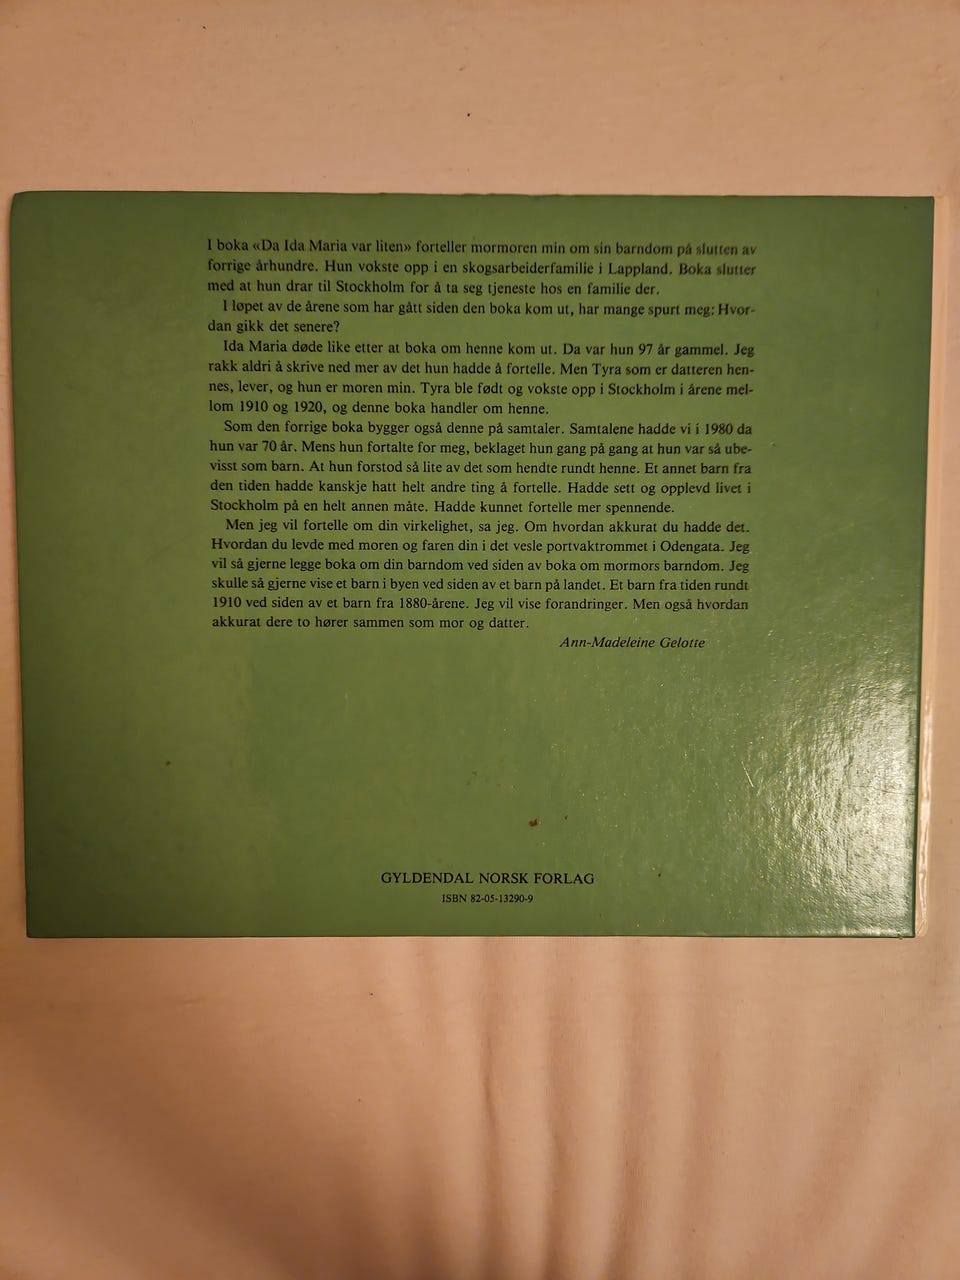 I boka «Da Ida Maria var liten» forteller mormoren min om sin barndom på slutten av
forrige århundre. Hun vokste opp i en skogsarbeiderfamilie i Lappland. Boka slutter
med at hun drar til Stockholm for å ta seg tjeneste hos en familie der.
I løpet av de årene som har gått siden den boka kom ut, har mange spurt meg: Hvor-
dan gikk det senere?
Ida Maria døde like etter at boka om henne kom ut. Da var hun 97 år gammel. Jeg
rakk aldri å skrive ned mer av det hun hadde å fortelle. Men Tyra som er datteren hen-
nes, lever, og hun er moren min. Tyra ble født og vokste opp i Stockholm i årene mel-
lom 1910 og 1920, og denne boka handler om henne.
Som den forrige boka bygger også denne på samtaler. Samtalene hadde vi i 1980 da
hun var 70 år. Mens hun fortalte for meg, beklaget hun gang på gang at hun var så ube-
visst som barn. At hun forstod så lite av det som hendte rundt henne. Et annet barn fra
den tiden hadde kanskje hatt helt andre ting å fortelle. Hadde sett og opplevd livet i
Stockholm på en helt annen måte. Hadde kunnet fortelle mer spennende.
Men jeg vil fortelle om din virkelighet, sa jeg. Om hvordan akkurat du hadde det.
Hvordan du levde med moren og faren din i det vesle portvaktrommet i Odengata. Jeg
vil så gjerne legge boka om din barndom ved siden av boka om mormors barndom. Jeg
skulle så gjerne vise et barn i byen ved siden av et barn på landet. Et barn fra tiden rundt
1910 ved siden av et barn fra 1880-årene. Jeg vil vise forandringer. Men også hvordan
akkurat dere to hører sammen som mor og datter.
Ann-Madeleine Gelotte
GYLDENDAL NORSK FORLAG
ISBN 82-05-13290-9